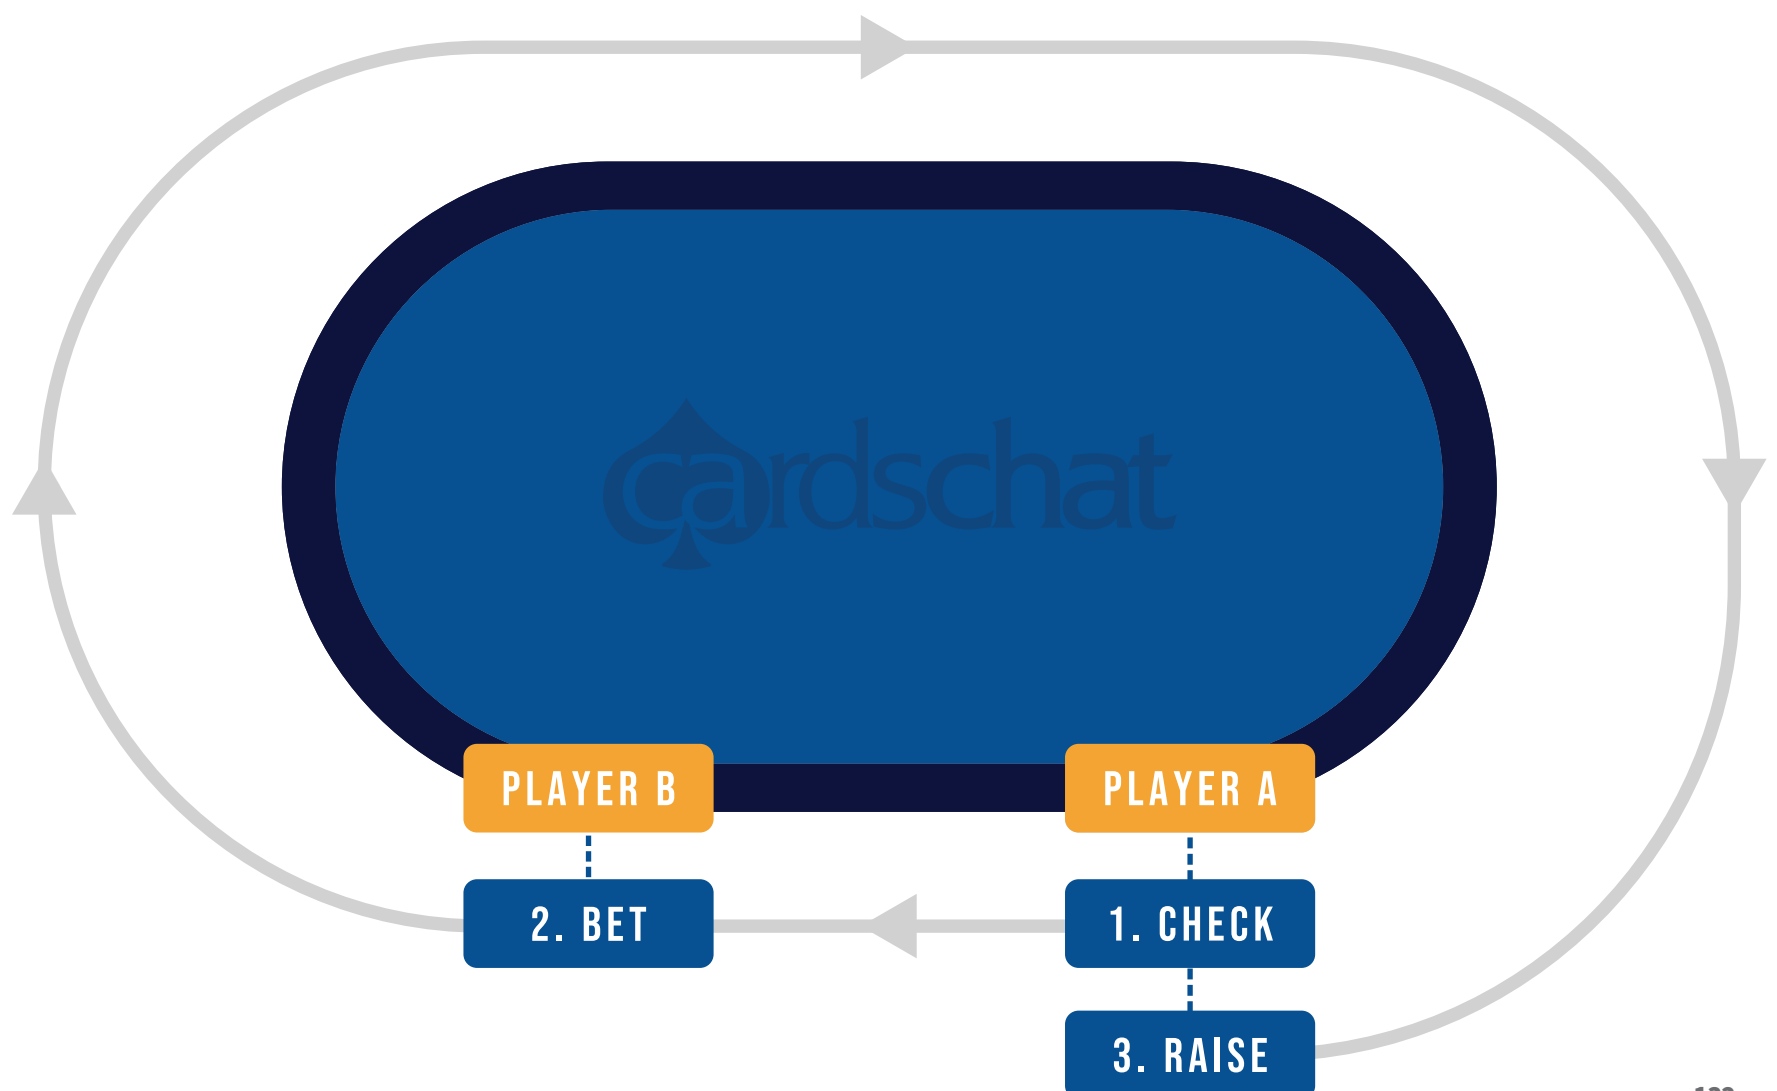 cardschat
PLAYER B
PLAYER A
2. BET
1. CHECK
3. RAISE